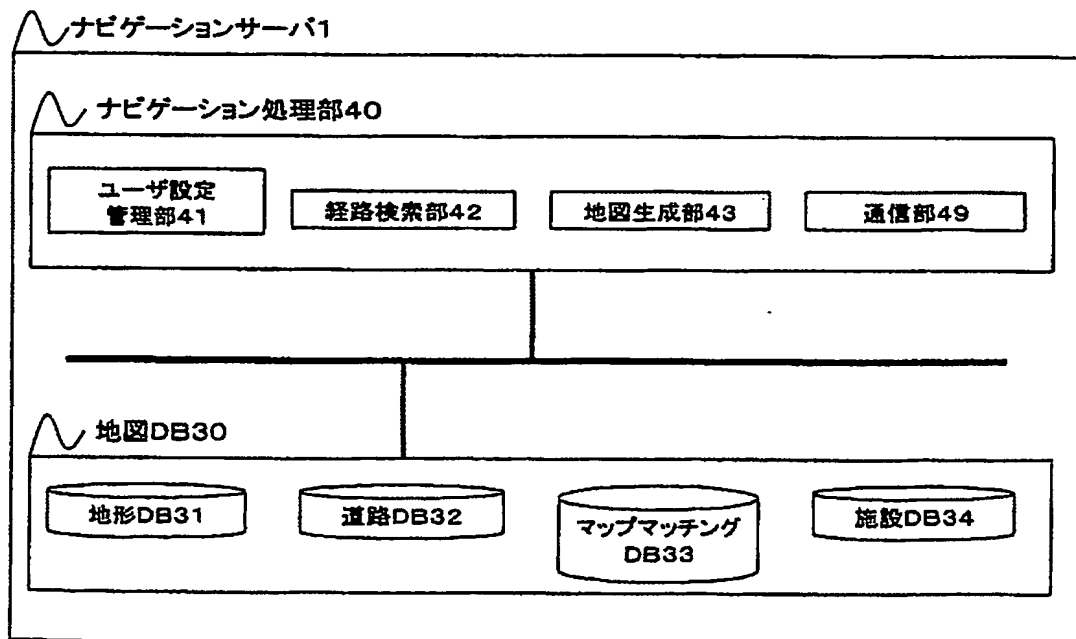 ナビゲーションサーバ1
ナビゲーション処理部40
ユーザ設定
管理部41
経路検索部42
地図生成部43
通信部49
地図DB30
地形DB31
道路DB32
マップマッチング
DB33
施設DB34